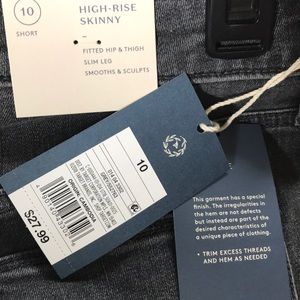 10
SHORT
HIGH-RISE
SKINNY
–
FITTED HIP & THIGH
SLIM LEG
SMOOTHS & SCULPTS
10
$27.99
This garment has a special
finish. The irregularities in
the hem are not defects
but instead are part of the
desired characteristics of
a unique piece of clothing.
• TRIM EXCESS THREADS
AND HEM AS NEEDED